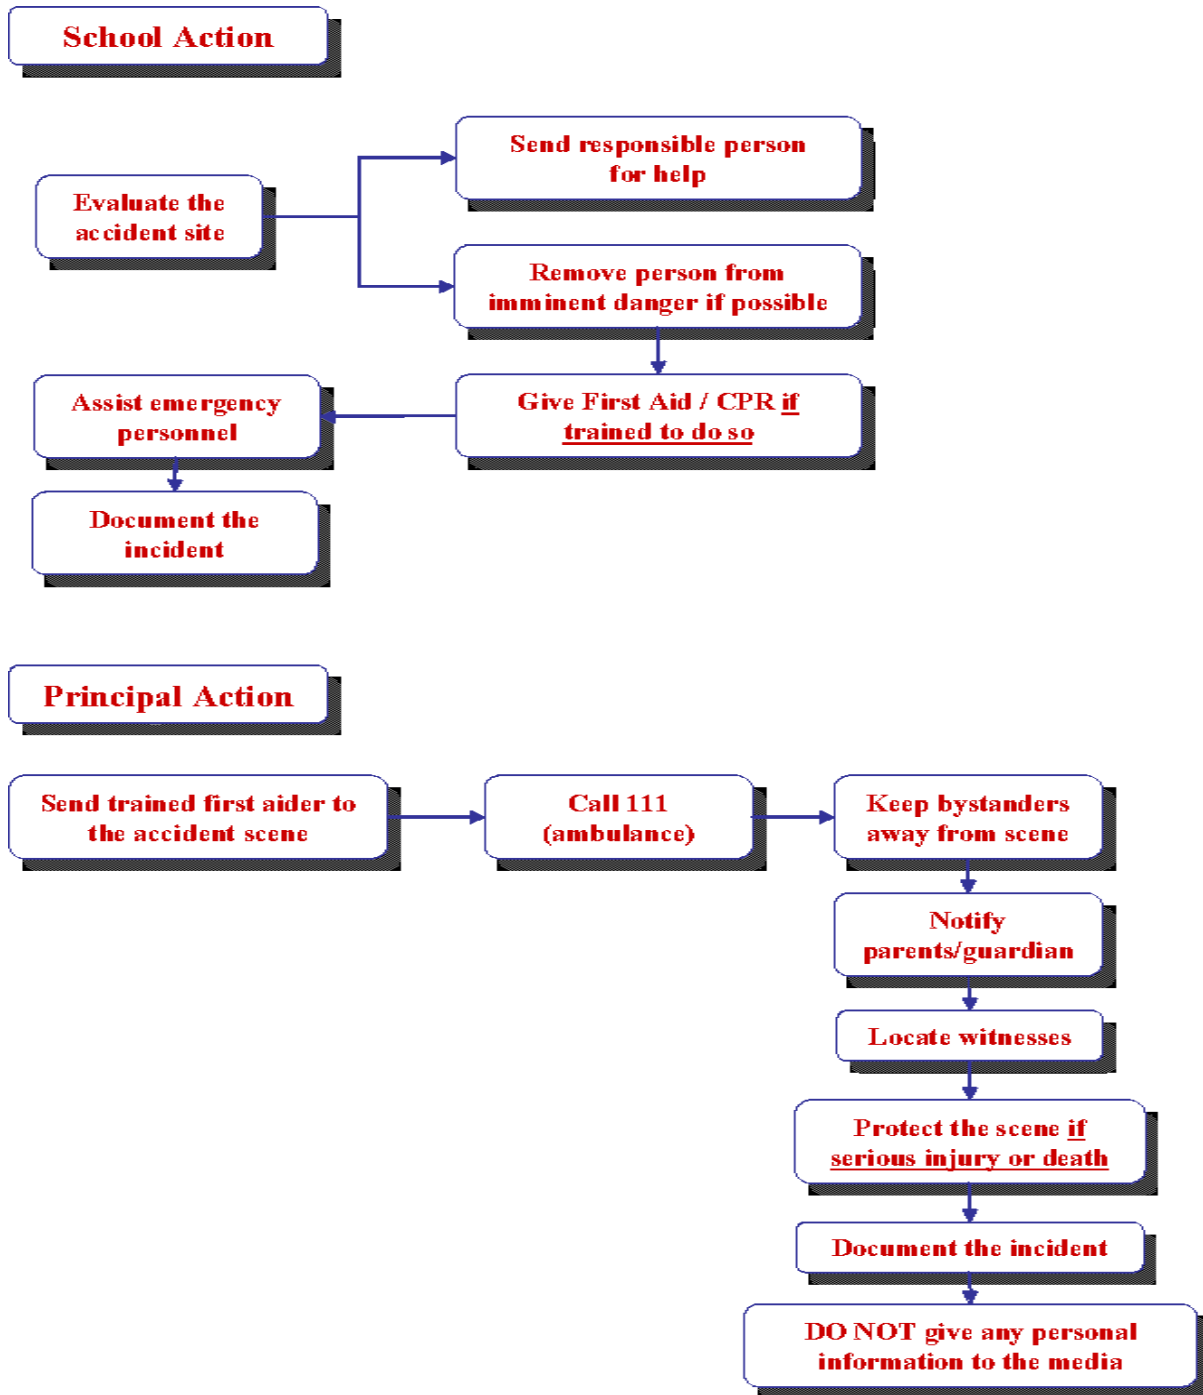 School Action
Send responsible person
for help
Evaluate the
accident site
Remove person from
imminent danger if possible
Give First Aid / CPR if
trained to do so
Assist emergency
personnel
Document the
incident
Principal Action
Send trained first aider to
the accident scene
Call 111
(ambulance)
Keep bystanders
away from scene
Notify
parents/guardian
Locate witnesses
Protect the scene if
serious injury or death
Document the incident
DO NOT give any personal
information to the media